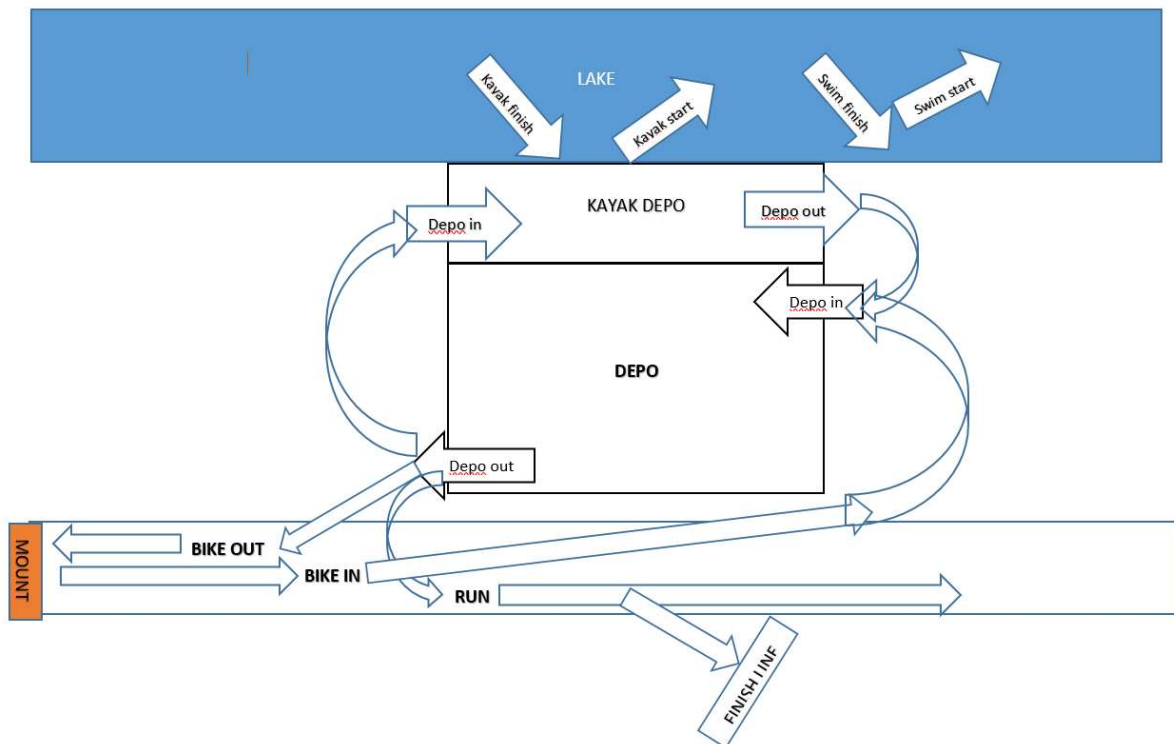 LAKE
Kayak finish
Kayak start
Swim finish
Swim start
Depo in
KAYAK DEPO
Depo out
Depo in
DEPO
Depo out
MOUNT
BIKE OUT
BIKE IN
RUN
FINISH LINE